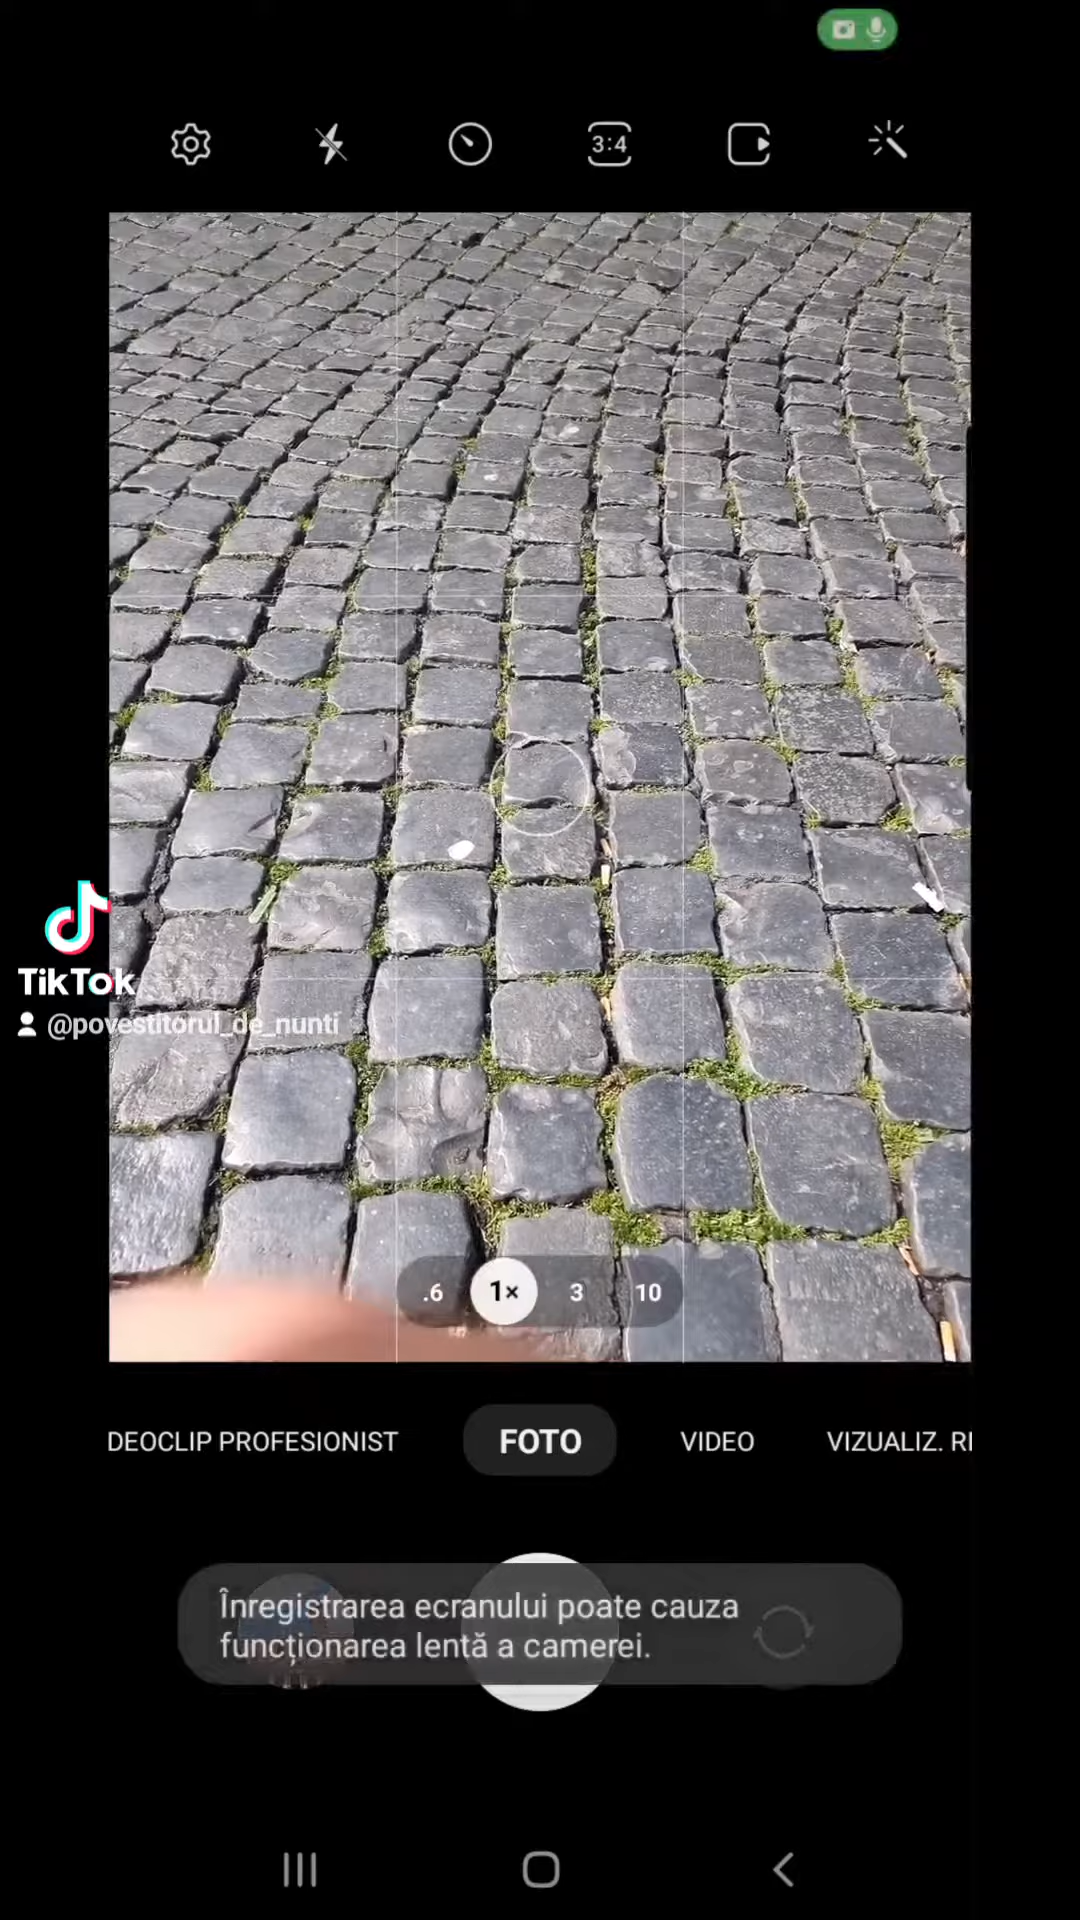 3:4
TikTok
@povestitorul_de_nunti
.6 1× 3 10
DEOCLIP PROFESIONIST FOTO VIDEO VIZUALIZ. RE
Înregistrarea ecranului poate cauza
funcționarea lentă a camerei.